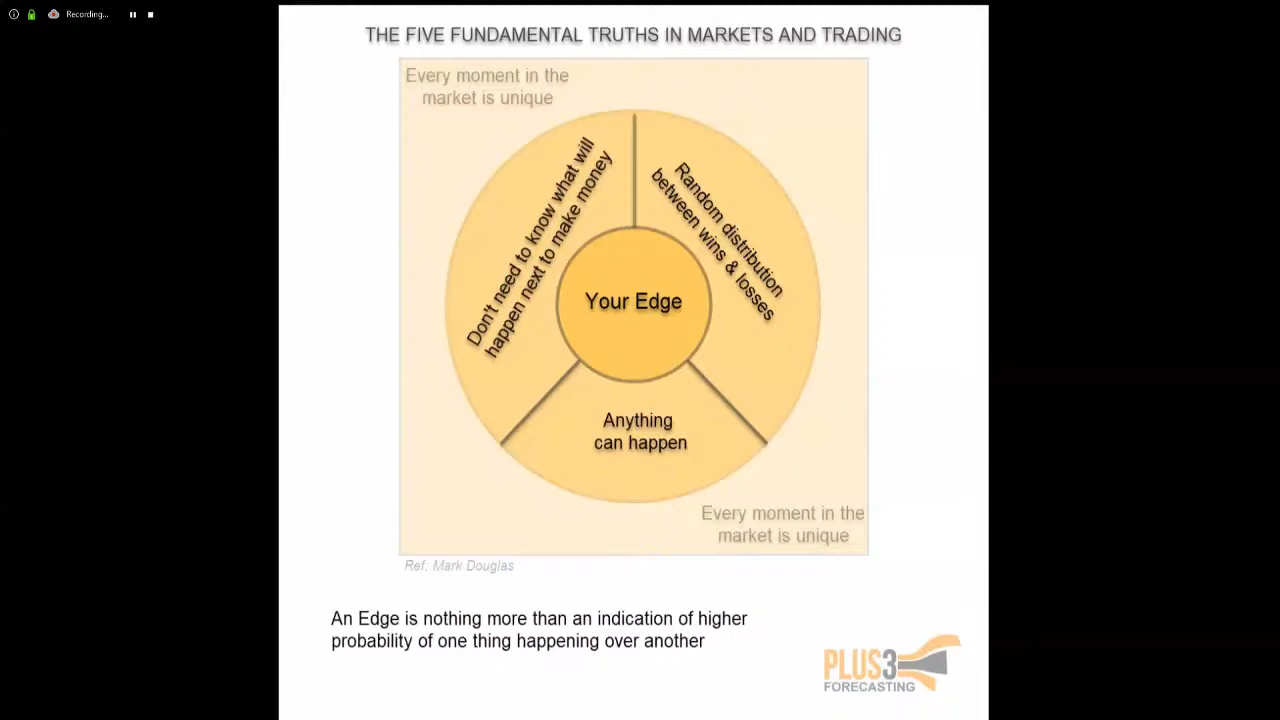 Recording...
THE FIVE FUNDAMENTAL TRUTHS IN MARKETS AND TRADING
Every moment in the
market is unique
Don't need to know what will
happen next to make money
Random distribution
between wins & losses
Your Edge
Anything
can happen
Every moment in the
market is unique
Ref: Mark Douglas
An Edge is nothing more than an indication of higher
probability of one thing happening over another
PLUS3
FORECASTING